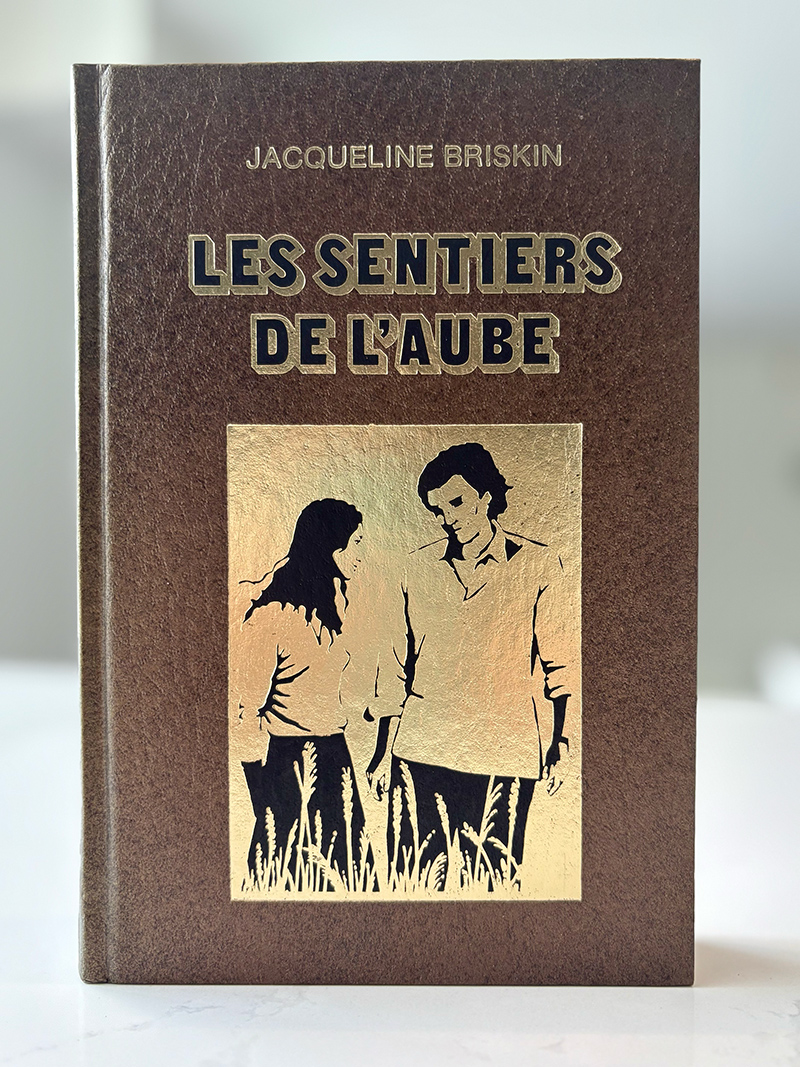 JACQUELINE BRISKIN
LES SENTIERS
DE L'AUBE